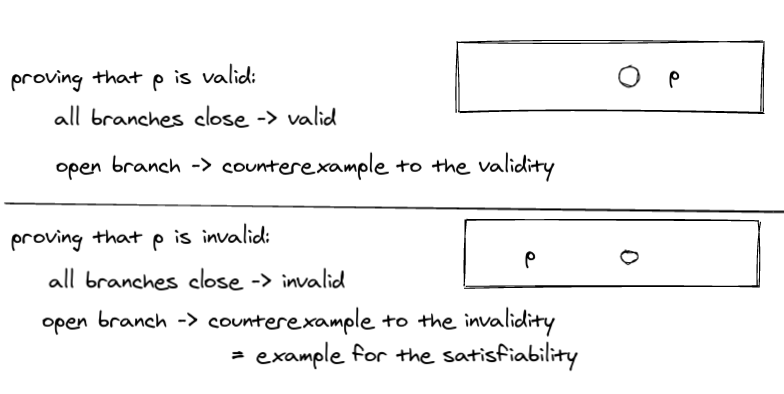 proving that p is valid:
○ p
all branches close -> valid
open branch -> counterexample to the validity
proving that p is invalid:
p ○
all branches close -> invalid
open branch -> counterexample to the invalidity
= example for the satisfiability